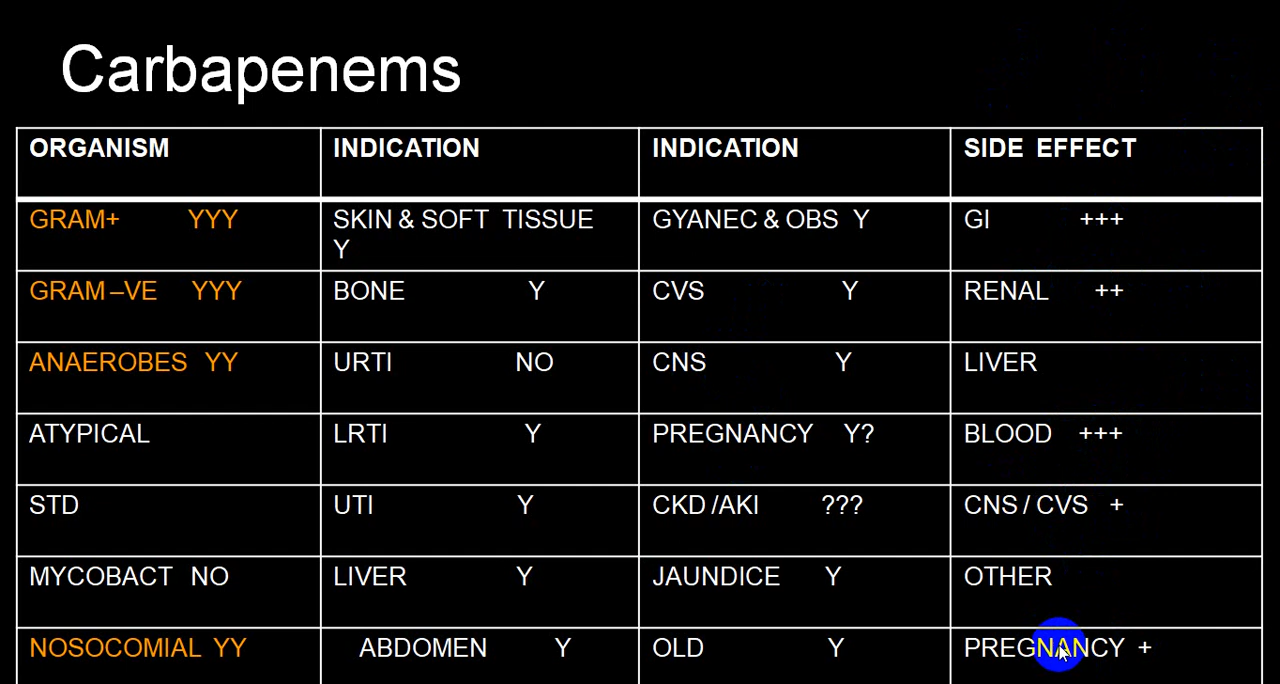 Carbapenems
ORGANISM INDICATION INDICATION SIDE EFFECT
GRAM+ YYY SKIN & SOFT TISSUE GYANEC & OBS Y GI +++
Y
GRAM –VE YYY BONE Y CVS Y RENAL ++
ANAEROBES YY URTI NO CNS Y LIVER
ATYPICAL LRTI Y PREGNANCY Y? BLOOD +++
STD UTI Y CKD /AKI ??? CNS / CVS +
MYCOBACT NO LIVER Y JAUNDICE Y OTHER
NOSOCOMIAL YY ABDOMEN Y OLD Y PREGNANCY +